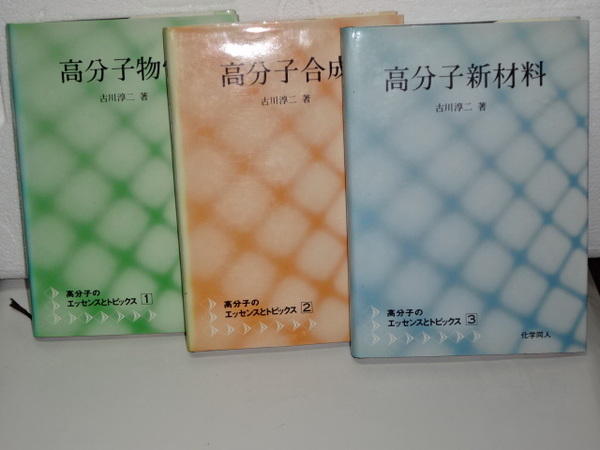 高分子物
古川淳二 著
高分子の
エッセンスとトピックス 1
高分子合成
古川淳二 著
高分子の
エッセンスとトピックス 2
高分子新材料
古川淳二 著
高分子の
エッセンスとトピックス 3
化学同人